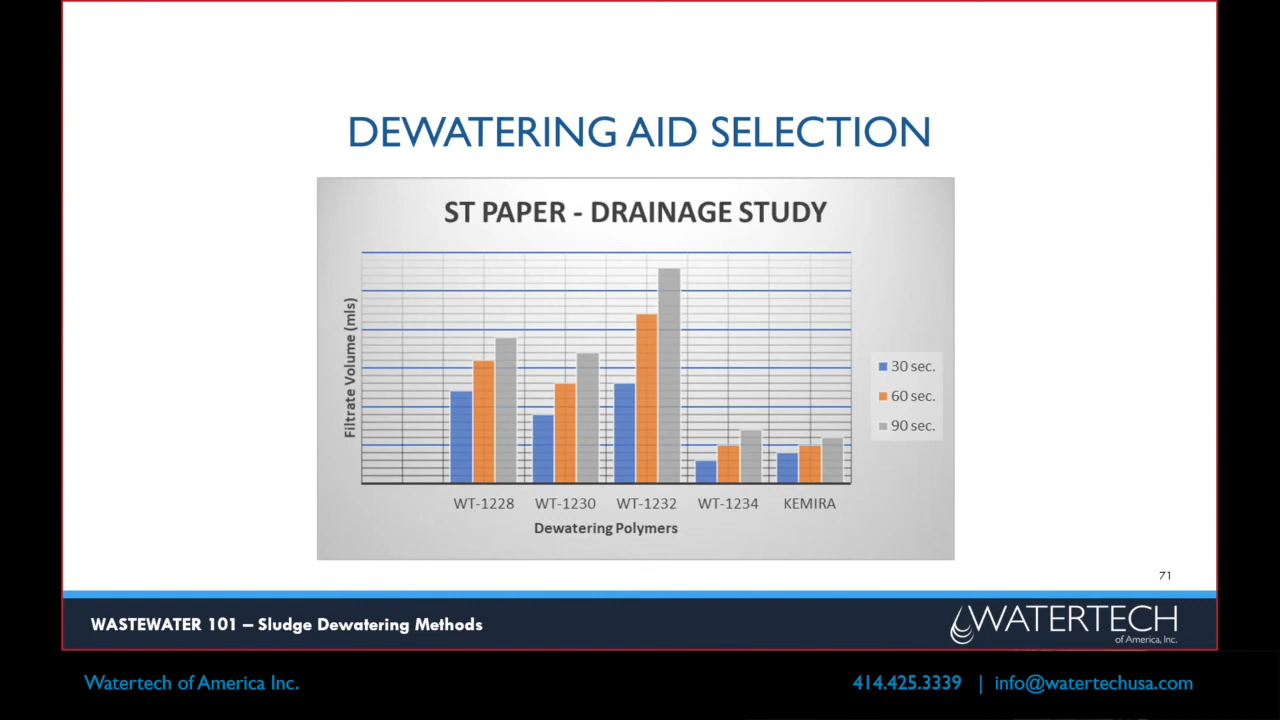 DEWATERING AID SELECTION
ST PAPER - DRAINAGE STUDY
Filtrate Volume (mls)
30 sec.
60 sec.
90 sec.
WT-1228 WT-1230 WT-1232 WT-1234 KEMIRA
Dewatering Polymers
71
WASTEWATER 101 – Sludge Dewatering Methods
WATERTECH
of America, Inc.
Watertech of America Inc.
414.425.3339 | info@watertechusa.com